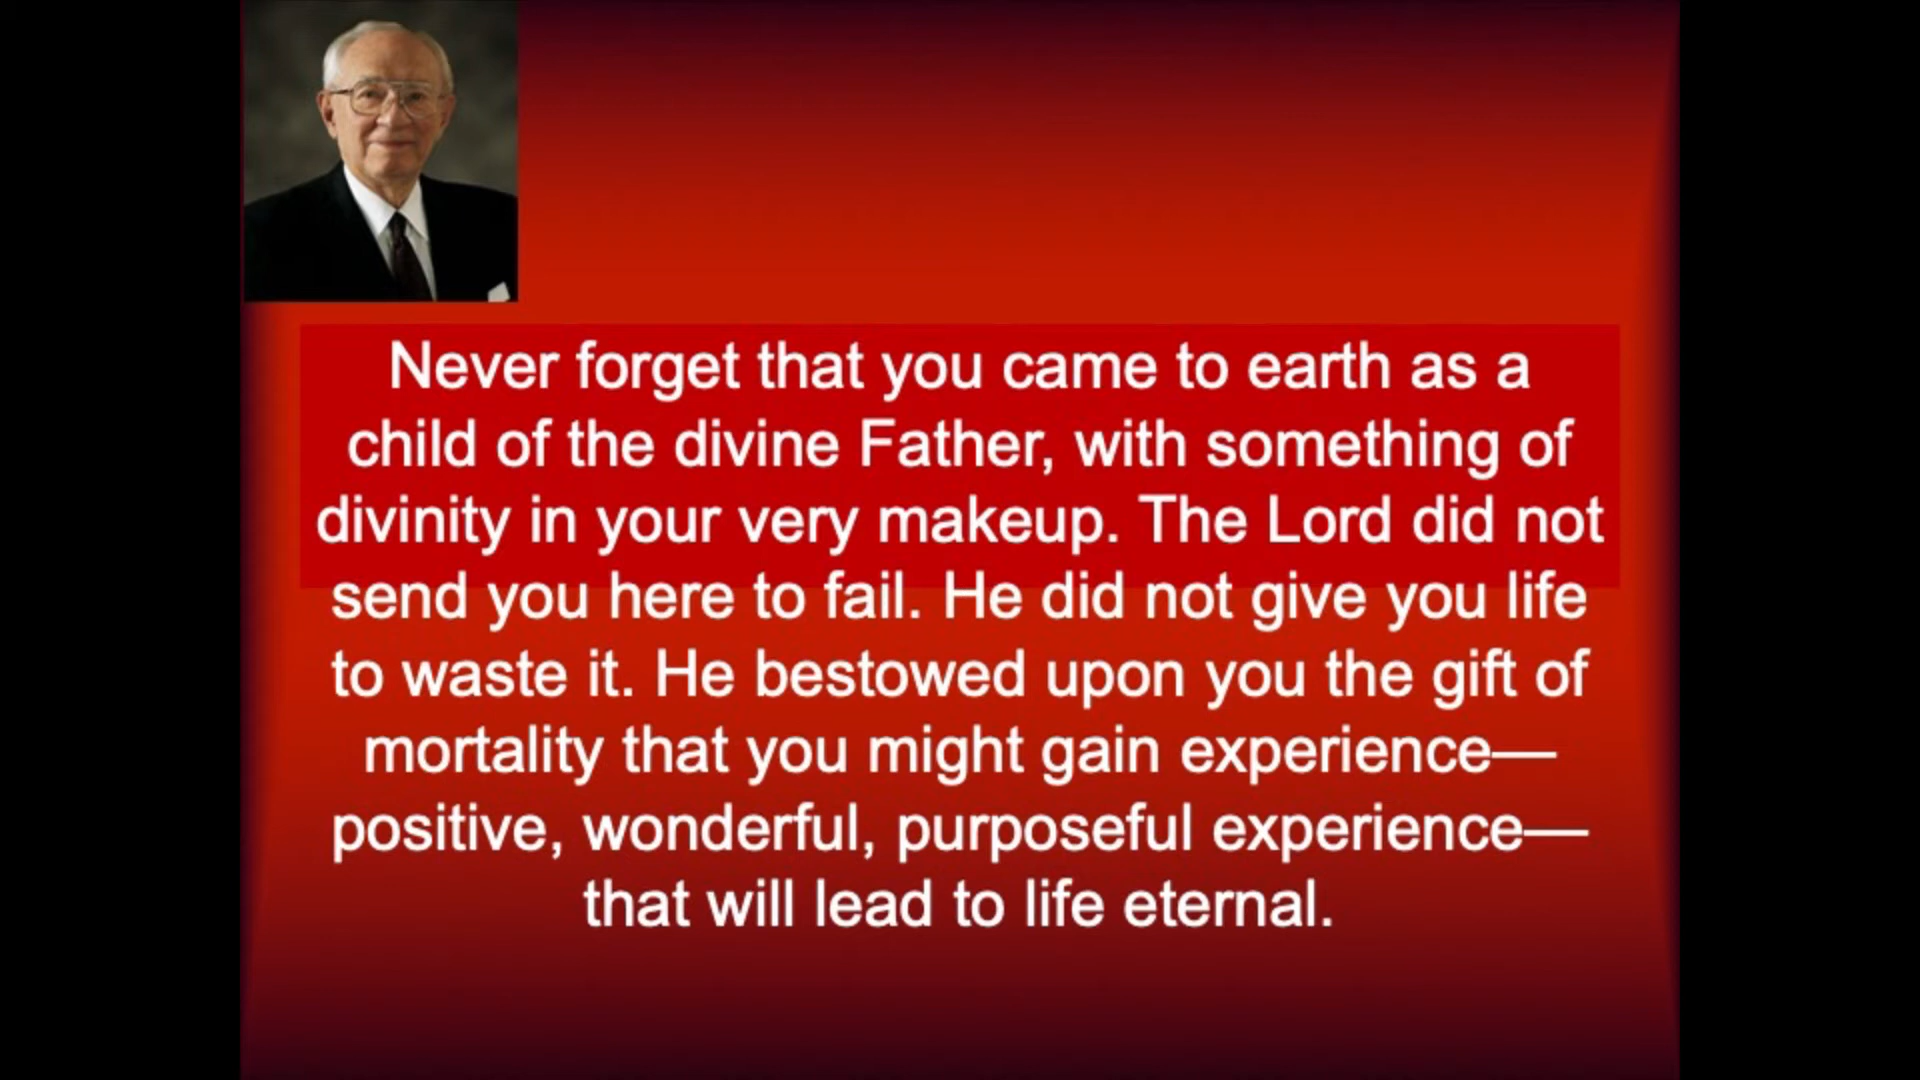 Never forget that you came to earth as a
child of the divine Father, with something of
divinity in your very makeup. The Lord did not
send you here to fail. He did not give you life
to waste it. He bestowed upon you the gift of
mortality that you might gain experience—
positive, wonderful, purposeful experience—
that will lead to life eternal.